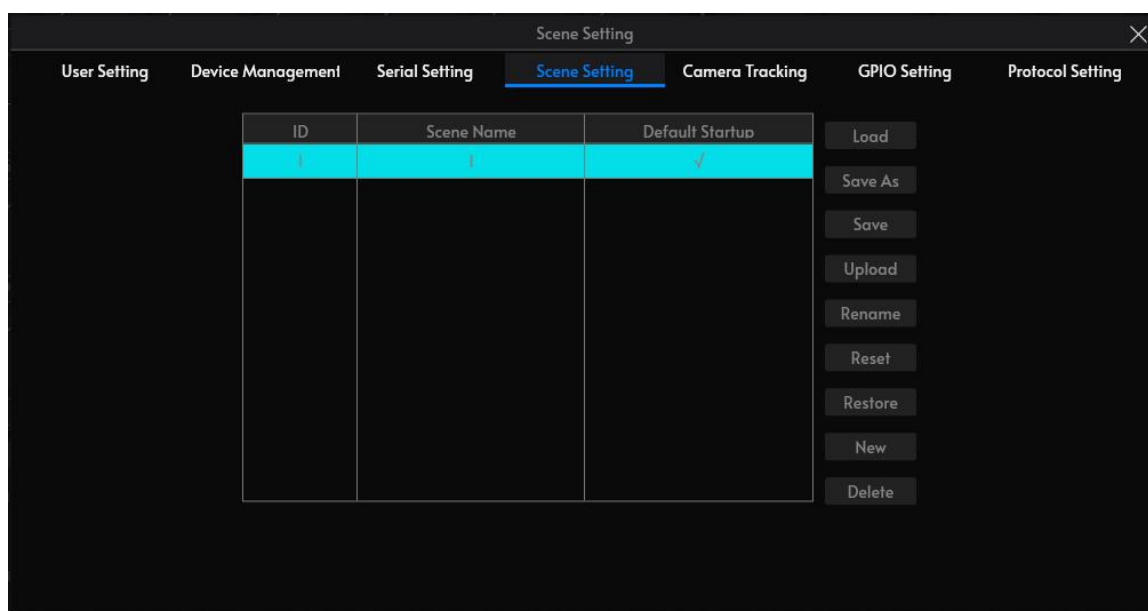 Scene Setting
User Setting Device Management Serial Setting Scene Setting Camera Tracking GPIO Setting Protocol Setting
ID Scene Name Default Startup
1 1 √
Load
Save As
Save
Upload
Rename
Reset
Restore
New
Delete